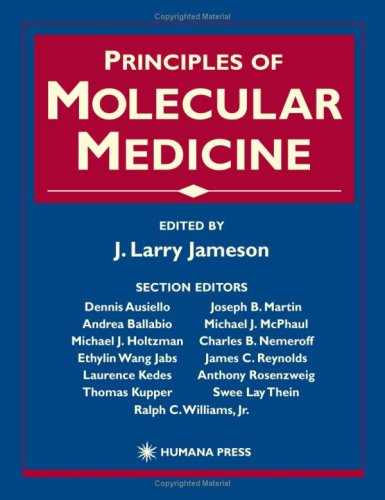 Copyrighted Material
PRINCIPLES OF
MOLECULAR
MEDICINE
EDITED BY
J. Larry Jameson
SECTION EDITORS
Dennis Ausiello
Andrea Ballabio
Michael J. Holtzman
Ethylin Wang Jabs
Laurence Kedes
Thomas Kupper
Joseph B. Martin
Michael J. McPhaul
Charles B. Nemeroff
James C. Reynolds
Anthony Rosenzweig
Swee Lay Thein
Ralph C. Williams, Jr.
HUMANA PRESS
Copyrighted Material